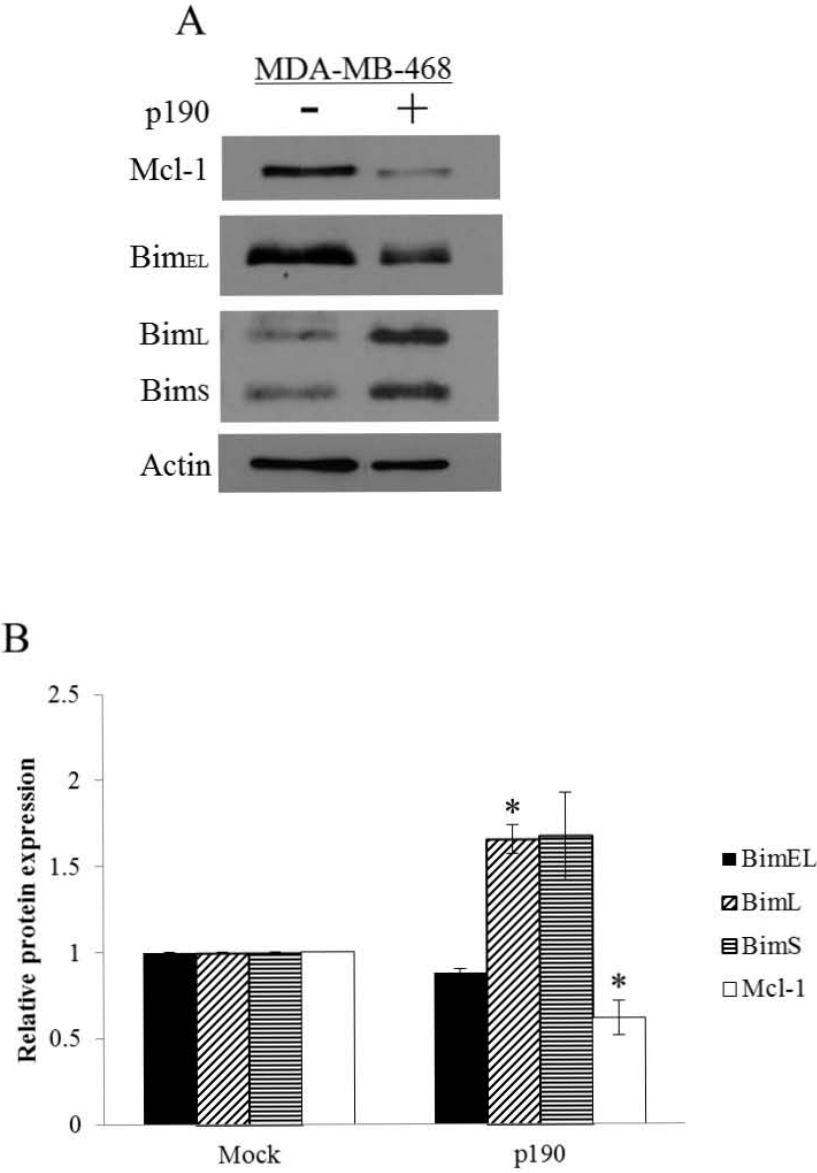 A
MDA-MB-468
p190 - +
Mcl-1
BimEL
BimL
BimS
Actin
B
Relative protein expression
2.5
2
1.5
1
0.5
0
*
*
Mock
p190
BimEL
BimL
BimS
Mcl-1